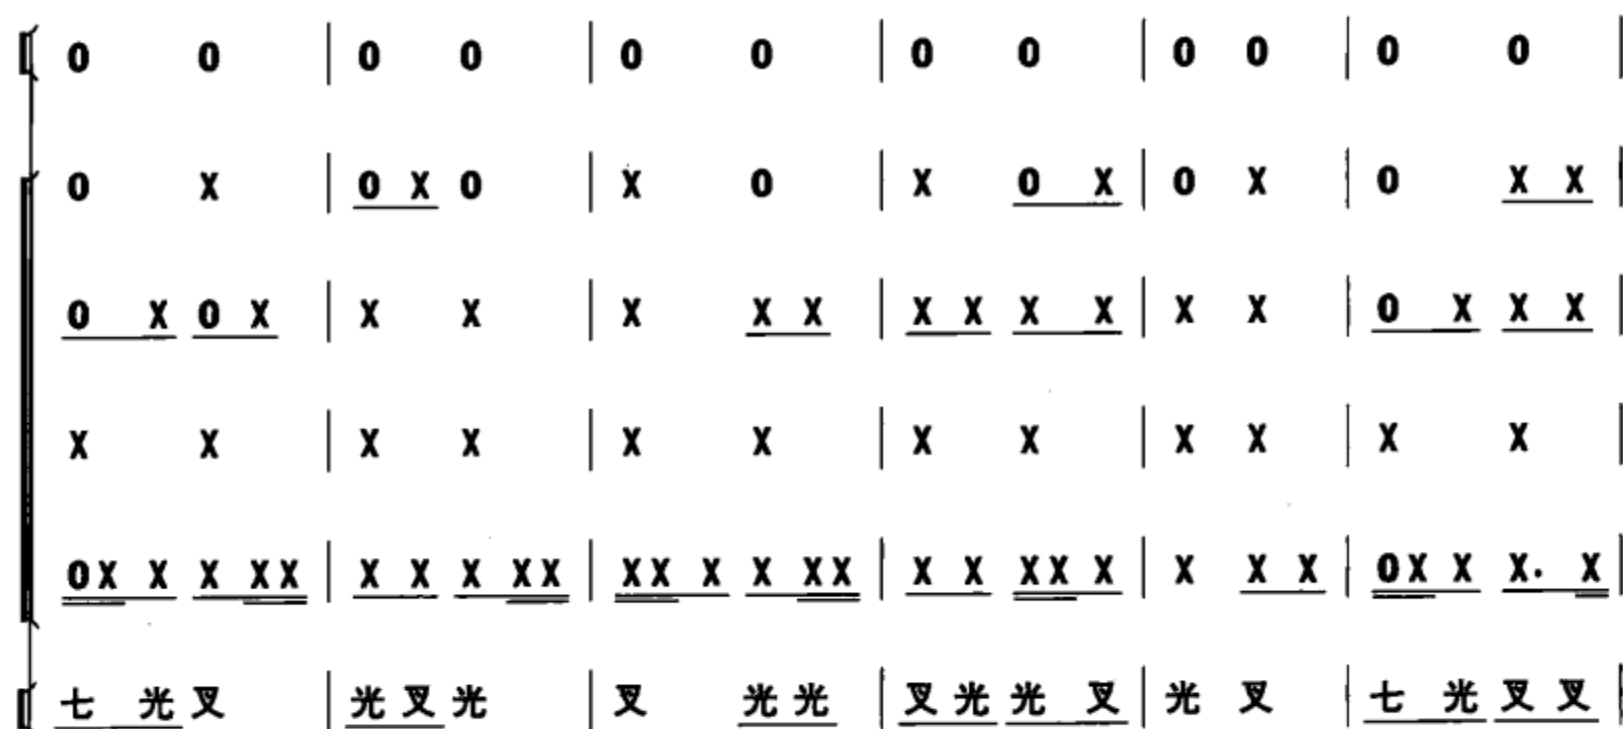 0 0 | 0 0 | 0 0 | 0 0 | 0 0 | 0 0 |
0 X | 0 X 0 | X 0 | X 0 X | 0 X | 0 X X |
0 X 0 X | X X | X X X | X X X X | X X | 0 X X X |
X X | X X | X X | X X | X X | X X |
0X X X XX | X X X XX | XX X X XX | X X XX X | X X X | 0X X X. X |
七 光 叉 | 光 叉 光 | 叉 光 光 | 叉 光 光 叉 | 光 叉 | 七 光 叉 叉 |